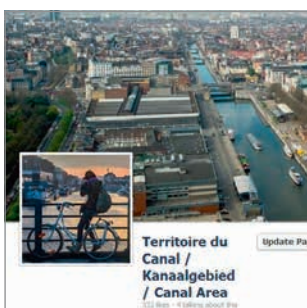 Territoire du
Canal /
Kanaalgebied
/ Canal Area
Update Pa